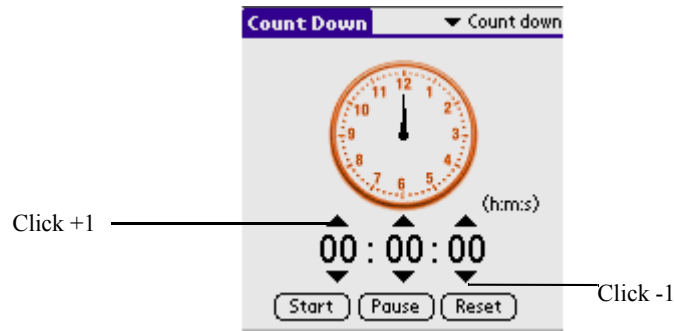 Count Down
Count down
12
11 1
10 2
9 3
8 4
7 6 5
(h:m:s)
Click +1
00 : 00 : 00
Click -1
Start Pause Reset